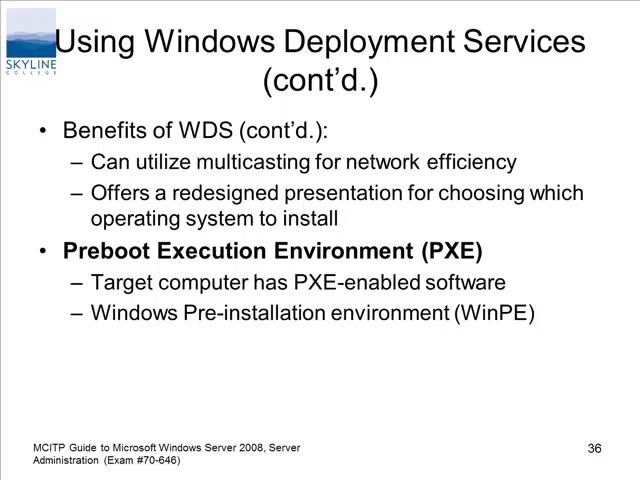 SKYLINE
COLLEGE
Using Windows Deployment Services
(cont’d.)
• Benefits of WDS (cont’d.):
– Can utilize multicasting for network efficiency
– Offers a redesigned presentation for choosing which
operating system to install
• Preboot Execution Environment (PXE)
– Target computer has PXE-enabled software
– Windows Pre-installation environment (WinPE)
MCITP Guide to Microsoft Windows Server 2008, Server
Administration (Exam #70-646)
36